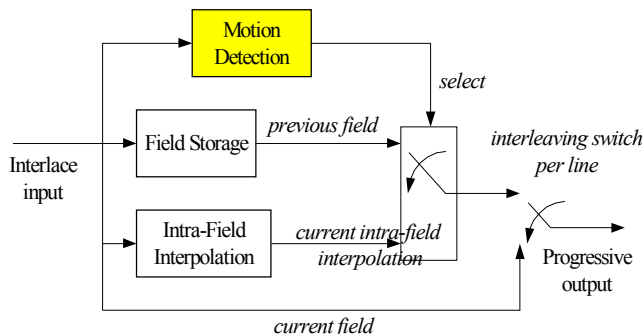 Motion
Detection
select
Field Storage
previous field
interleaving switch
per line
Interlace
input
Intra-Field
Interpolation
current intra-field
interpolation
Progressive
output
current field